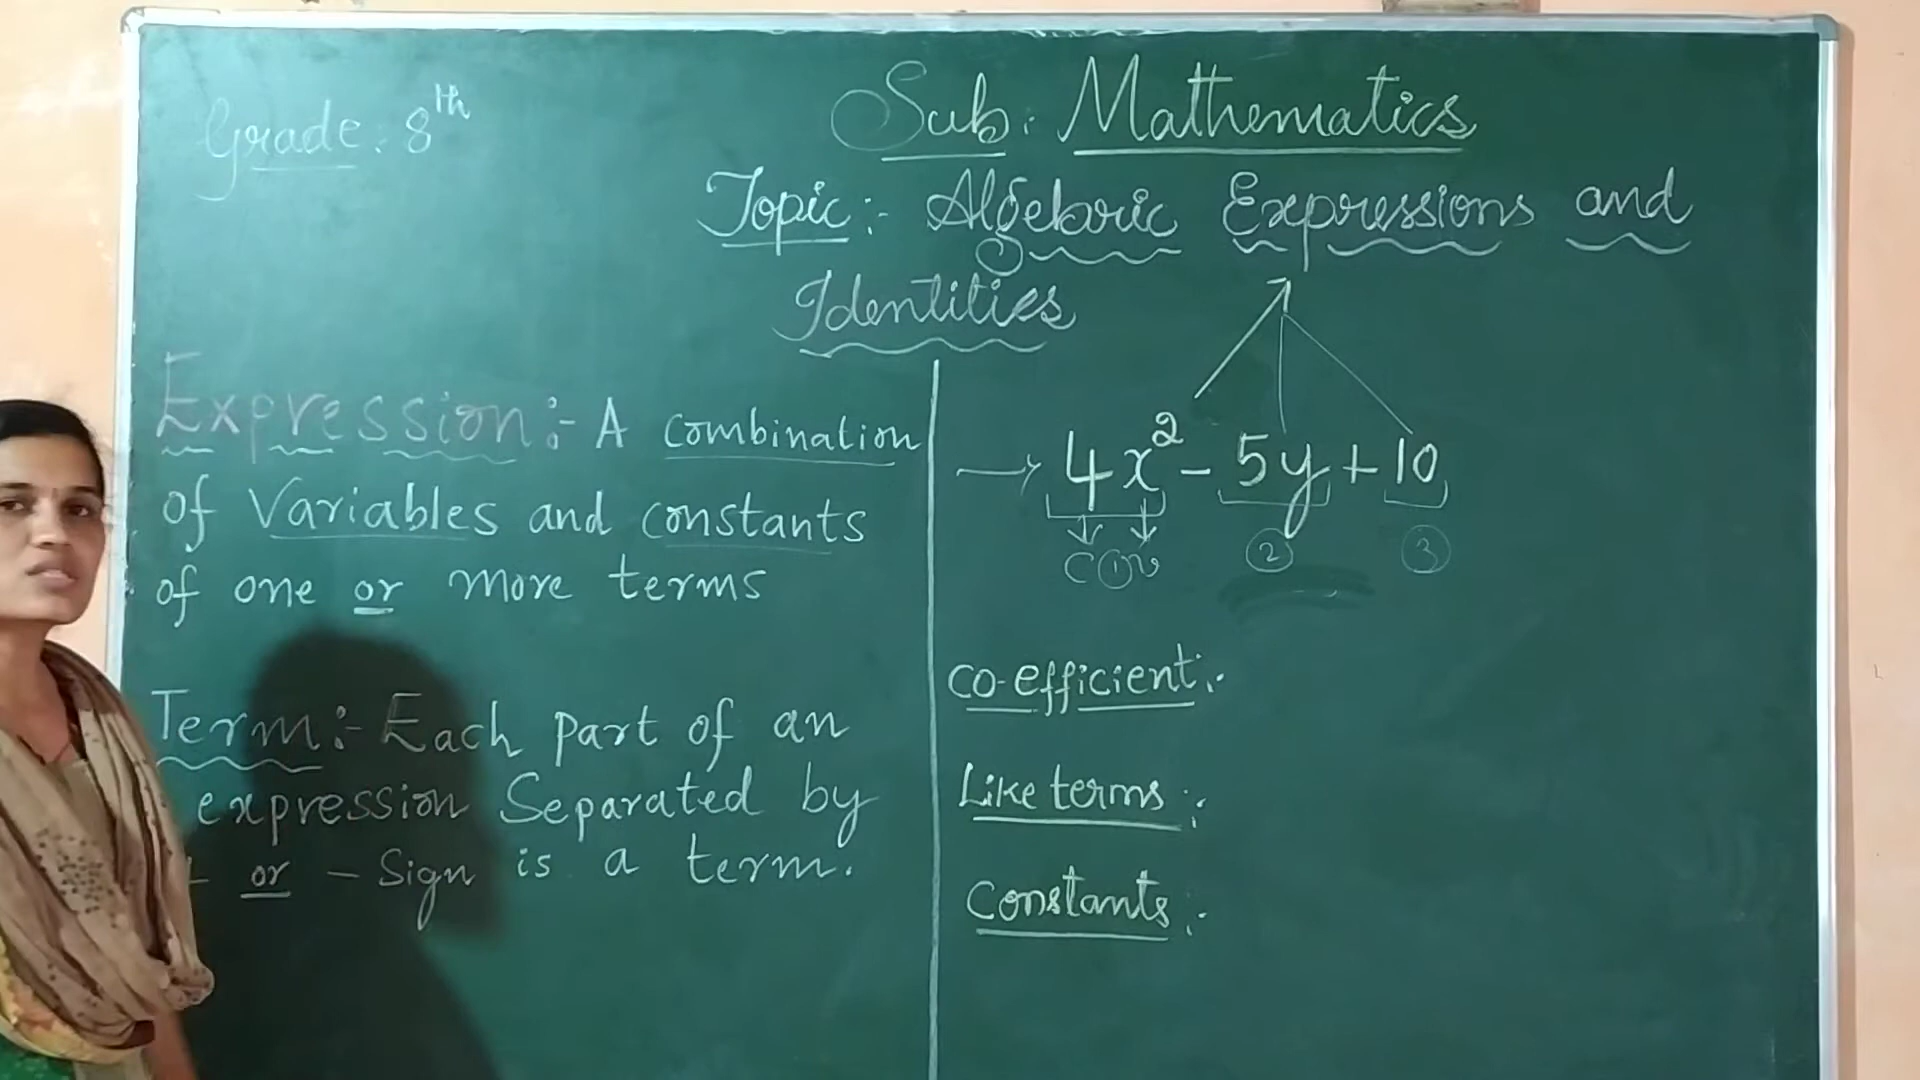 Grade: 8th
Sub: Mathematics
Topic:- Algebric Expressions and
Identities
Expression:- A combination
of Variables and constants
of one or more terms
Term:- Each part of an
expression Separated by
+ or - Sign is a term.
→ 4x² - 5y + 10
C ① v ② ③
co-efficient:-
Like terms:-
Constants:-